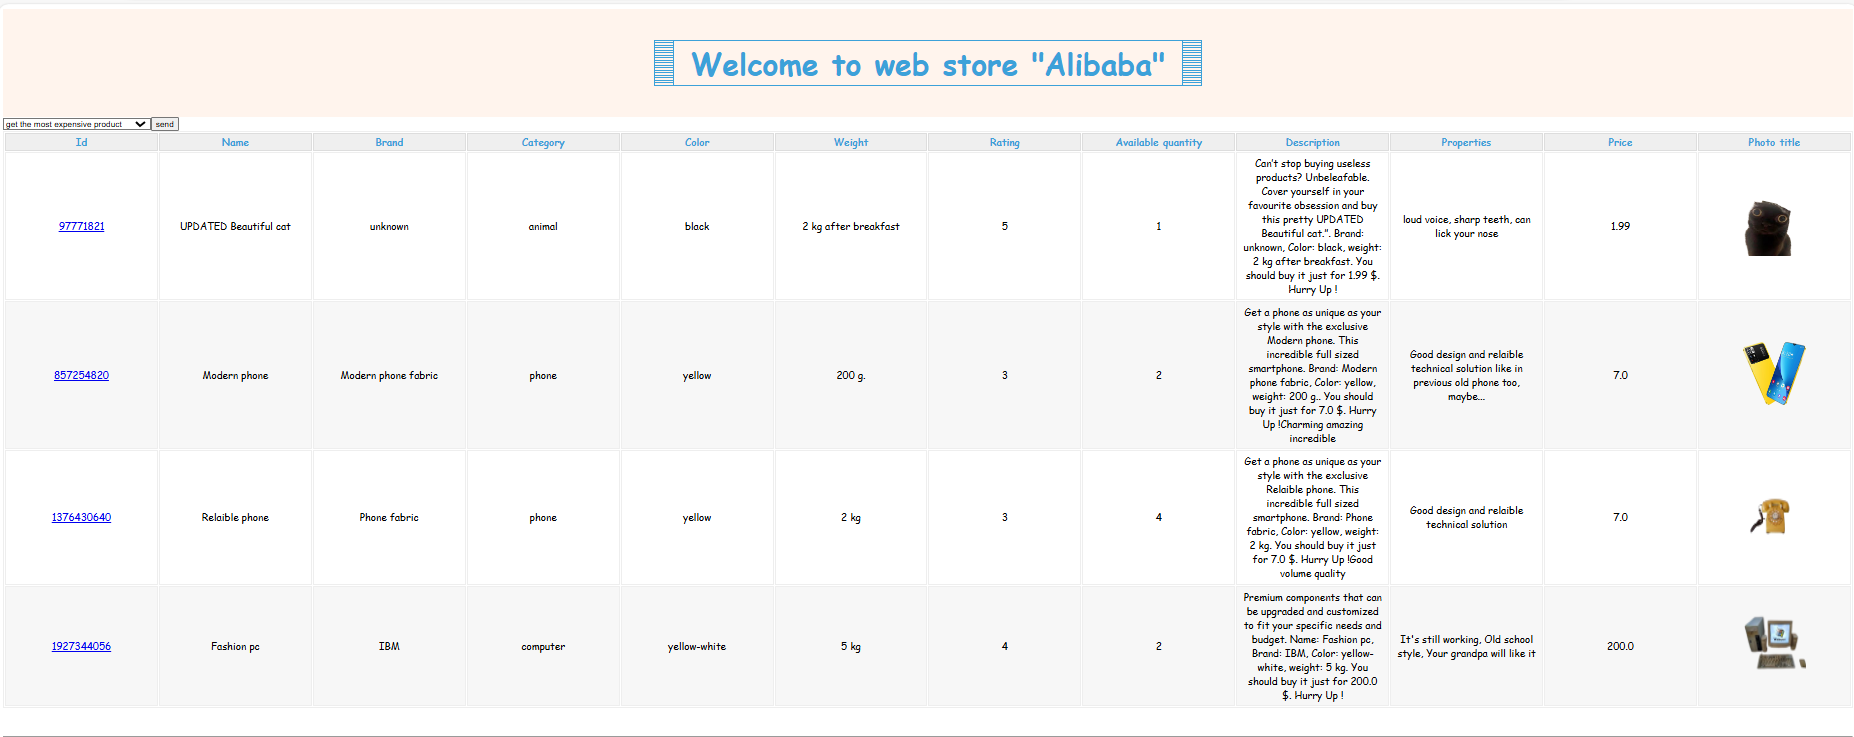 Welcome to web store "Alibaba"
get the most expensive product send
Id Name Brand Category Color Weight Rating Available quantity Description Properties Price Photo title
97771821
UPDATED Beautiful cat
unknown
animal
black
2 kg after breakfast
5
1
Can't stop buying useless
products? Unbeleafable.
Cover yourself in your
favourite obsession and buy
this pretty UPDATED
Beautiful cat.". Brand:
unknown, Color: black, weight:
2 kg after breakfast. You
should buy it just for 1.99 $.
Hurry Up !
loud voice, sharp teeth, can
lick your nose
1.99
857254820
Modern phone
Modern phone fabric
phone
yellow
200 g.
3
2
Get a phone as unique as your
style with the exclusive
Modern phone. This
incredible full sized
smartphone. Brand: Modern
phone fabric, Color: yellow,
weight: 200 g.. You should
buy it just for 7.0 $. Hurry
Up !Charming amazing
incredible
Good design and relaible
technical solution like in
previous old phone too,
maybe...
7.0
1376430640
Relaible phone
Phone fabric
phone
yellow
2 kg
3
4
Get a phone as unique as your
style with the exclusive
Relaible phone. This
incredible full sized
smartphone. Brand: Phone
fabric, Color: yellow, weight:
2 kg. You should buy it just
for 7.0 $. Hurry Up !Good
volume quality
Good design and relaible
technical solution
7.0
1927344056
Fashion pc
IBM
computer
yellow-white
5 kg
4
2
Premium components that can
be upgraded and customized
to fit your specific needs and
budget. Name: Fashion pc,
Brand: IBM, Color: yellow-
white, weight: 5 kg. You
should buy it just for 200.0
$. Hurry Up !
It's still working, Old school
style, Your grandpa will like it
200.0